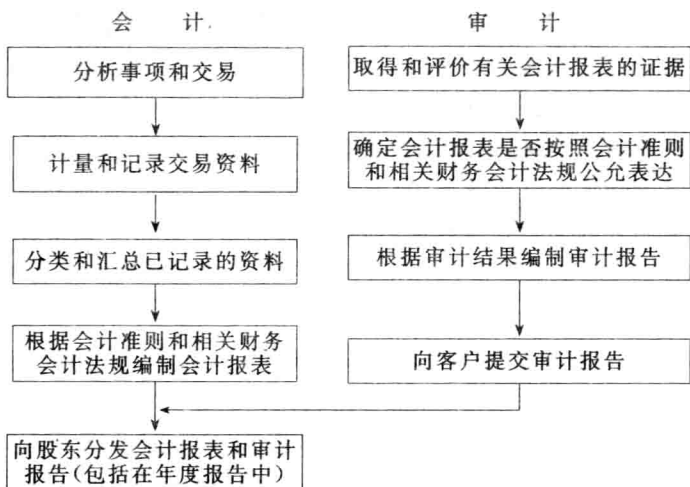 会 计
分析事项和交易
计量和记录交易资料
分类和汇总已记录的资料
根据会计准则和相关财务
会计法规编制会计报表
向股东分发会计报表和审计
报告(包括在年度报告中)
审 计
取得和评价有关会计报表的证据
确定会计报表是否按照会计准则
和相关财务会计法规公允表达
根据审计结果编制审计报告
向客户提交审计报告